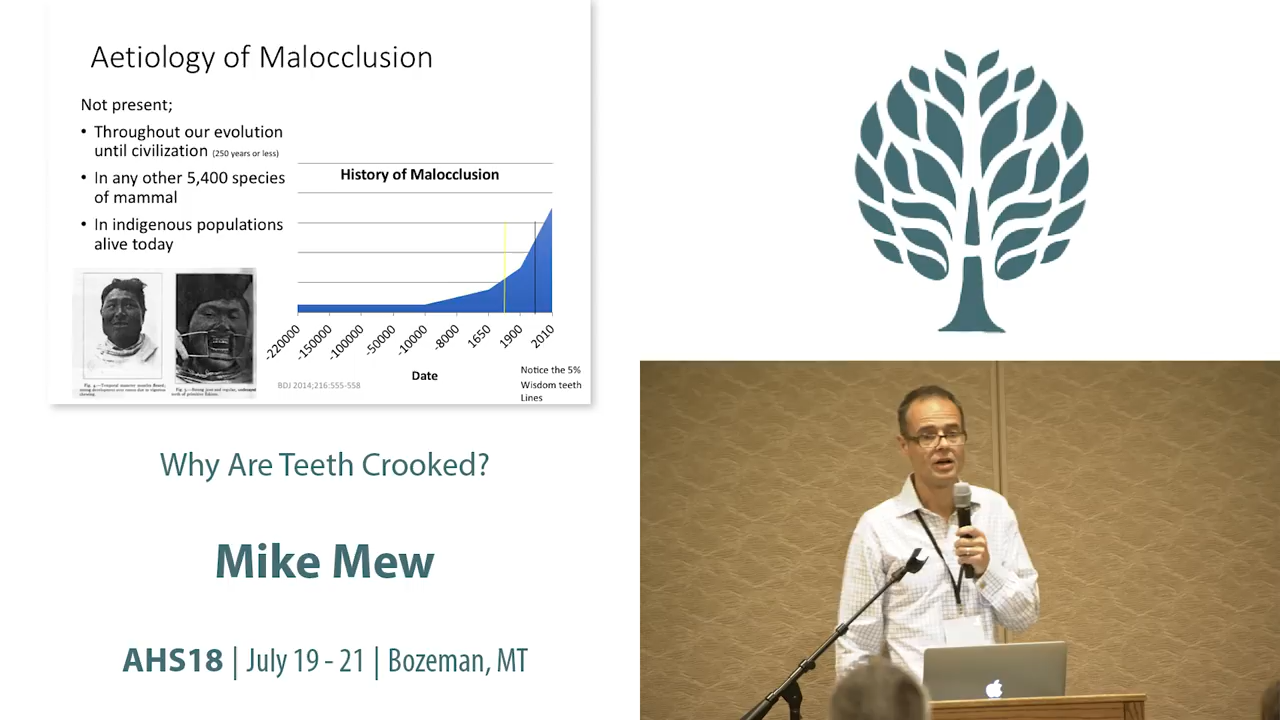 Aetiology of Malocclusion
Not present;
• Throughout our evolution
until civilization (250 years or less)
• In any other 5,400 species
of mammal
• In indigenous populations
alive today
History of Malocclusion
-220000
-150000
-100000
-50000
-10000
-8000
1650
1900
2010
Date
BDJ 2014;216:555-558
Notice the 5%
Wisdom teeth
Lines
Why Are Teeth Crooked?
Mike Mew
AHS18 | July 19 - 21 | Bozeman, MT